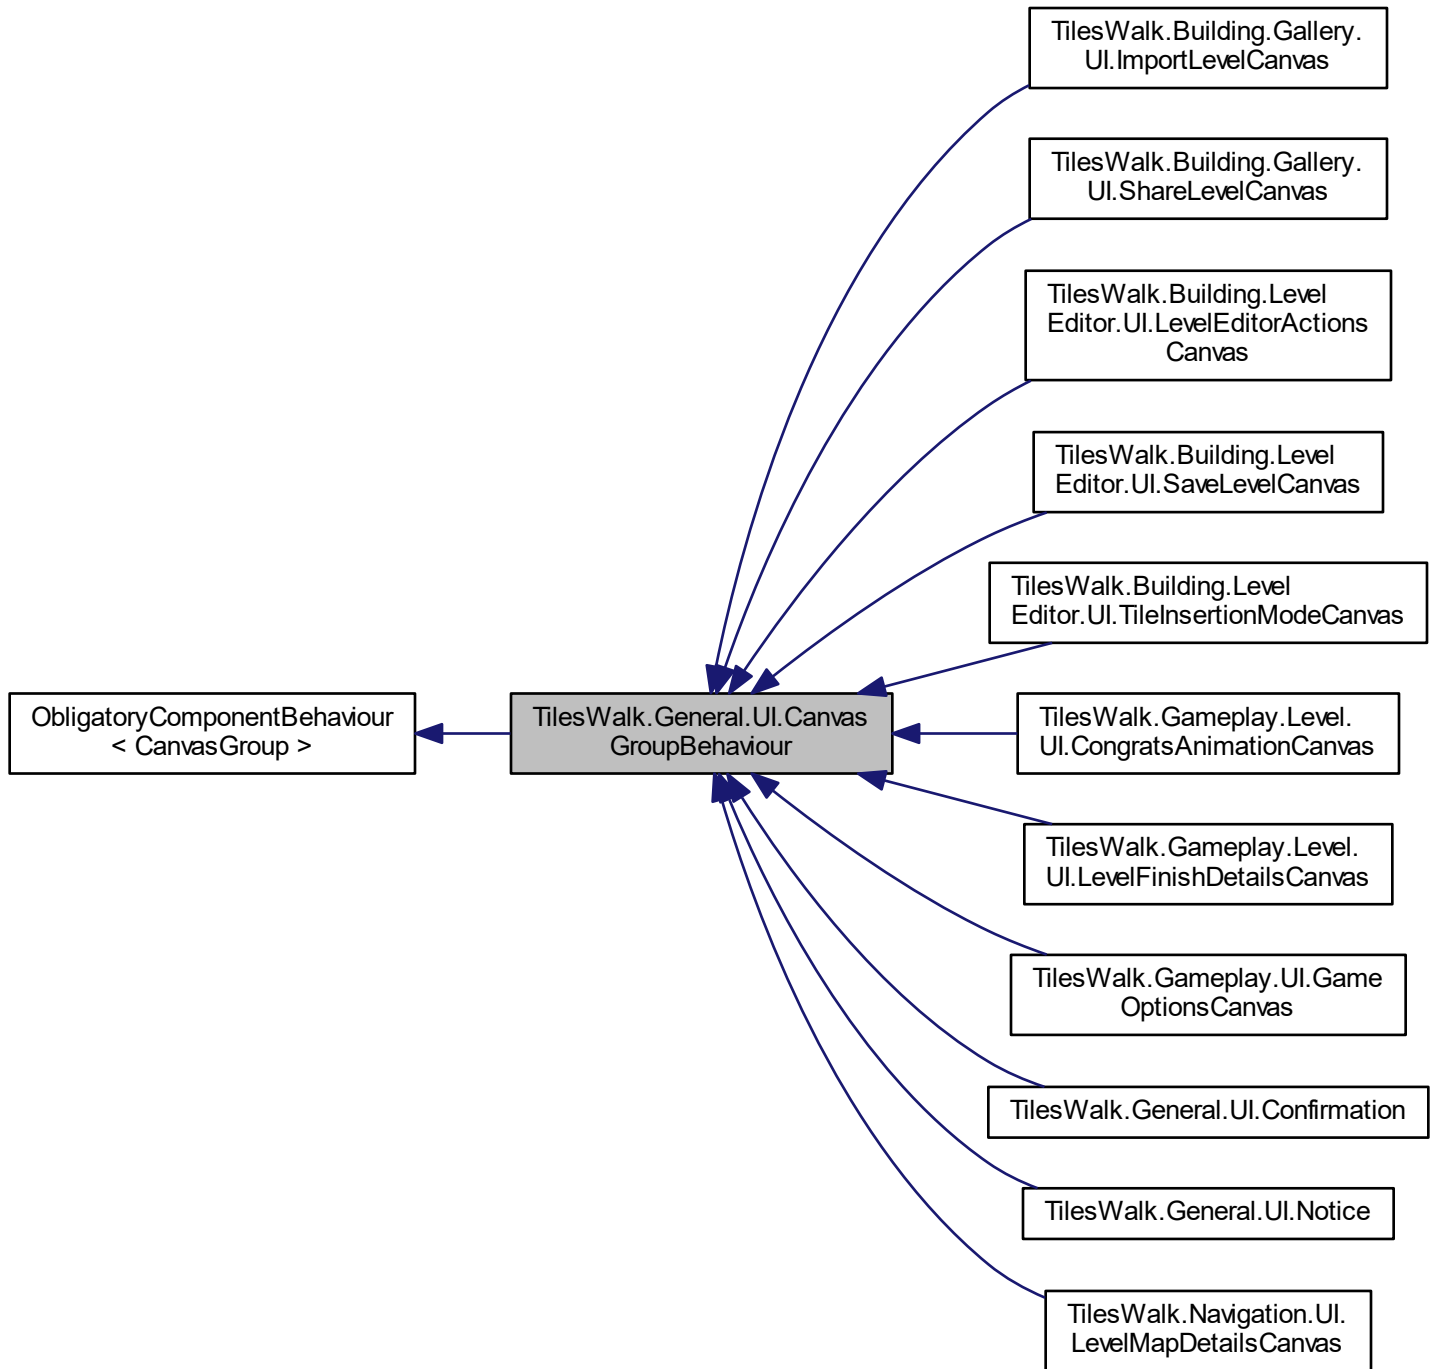 TilesWalk.Building.Gallery.
UI.ImportLevelCanvas
TilesWalk.Building.Gallery.
UI.ShareLevelCanvas
TilesWalk.Building.Level
Editor.UI.LevelEditorActions
Canvas
TilesWalk.Building.Level
Editor.UI.SaveLevelCanvas
TilesWalk.Building.Level
Editor.UI.TileInsertionModeCanvas
ObligatoryComponentBehaviour
< CanvasGroup >
TilesWalk.General.UI.Canvas
GroupBehaviour
TilesWalk.Gameplay.Level.
UI.CongratsAnimationCanvas
TilesWalk.Gameplay.Level.
UI.LevelFinishDetailsCanvas
TilesWalk.Gameplay.UI.Game
OptionsCanvas
TilesWalk.General.UI.Confirmation
TilesWalk.General.UI.Notice
TilesWalk.Navigation.UI.
LevelMapDetailsCanvas